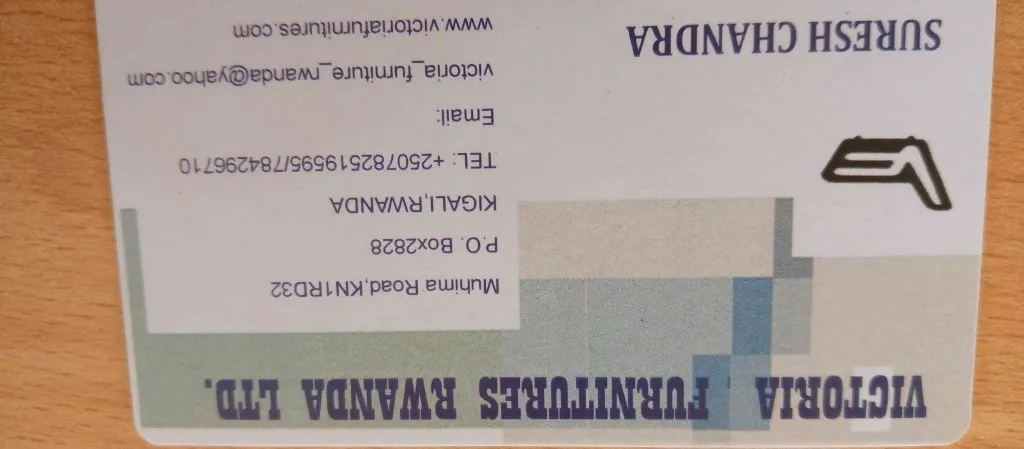 VICTORIA FURNITURES RWANDA LTD.
Muhima Road,KN1RD32
P.O. Box2828
KIGALI,RWANDA
TEL: +250782519595/784296710
Email:
victoria_furniture_rwanda@yahoo.com
www.victoriafurnitures.com
SURESH CHANDRA